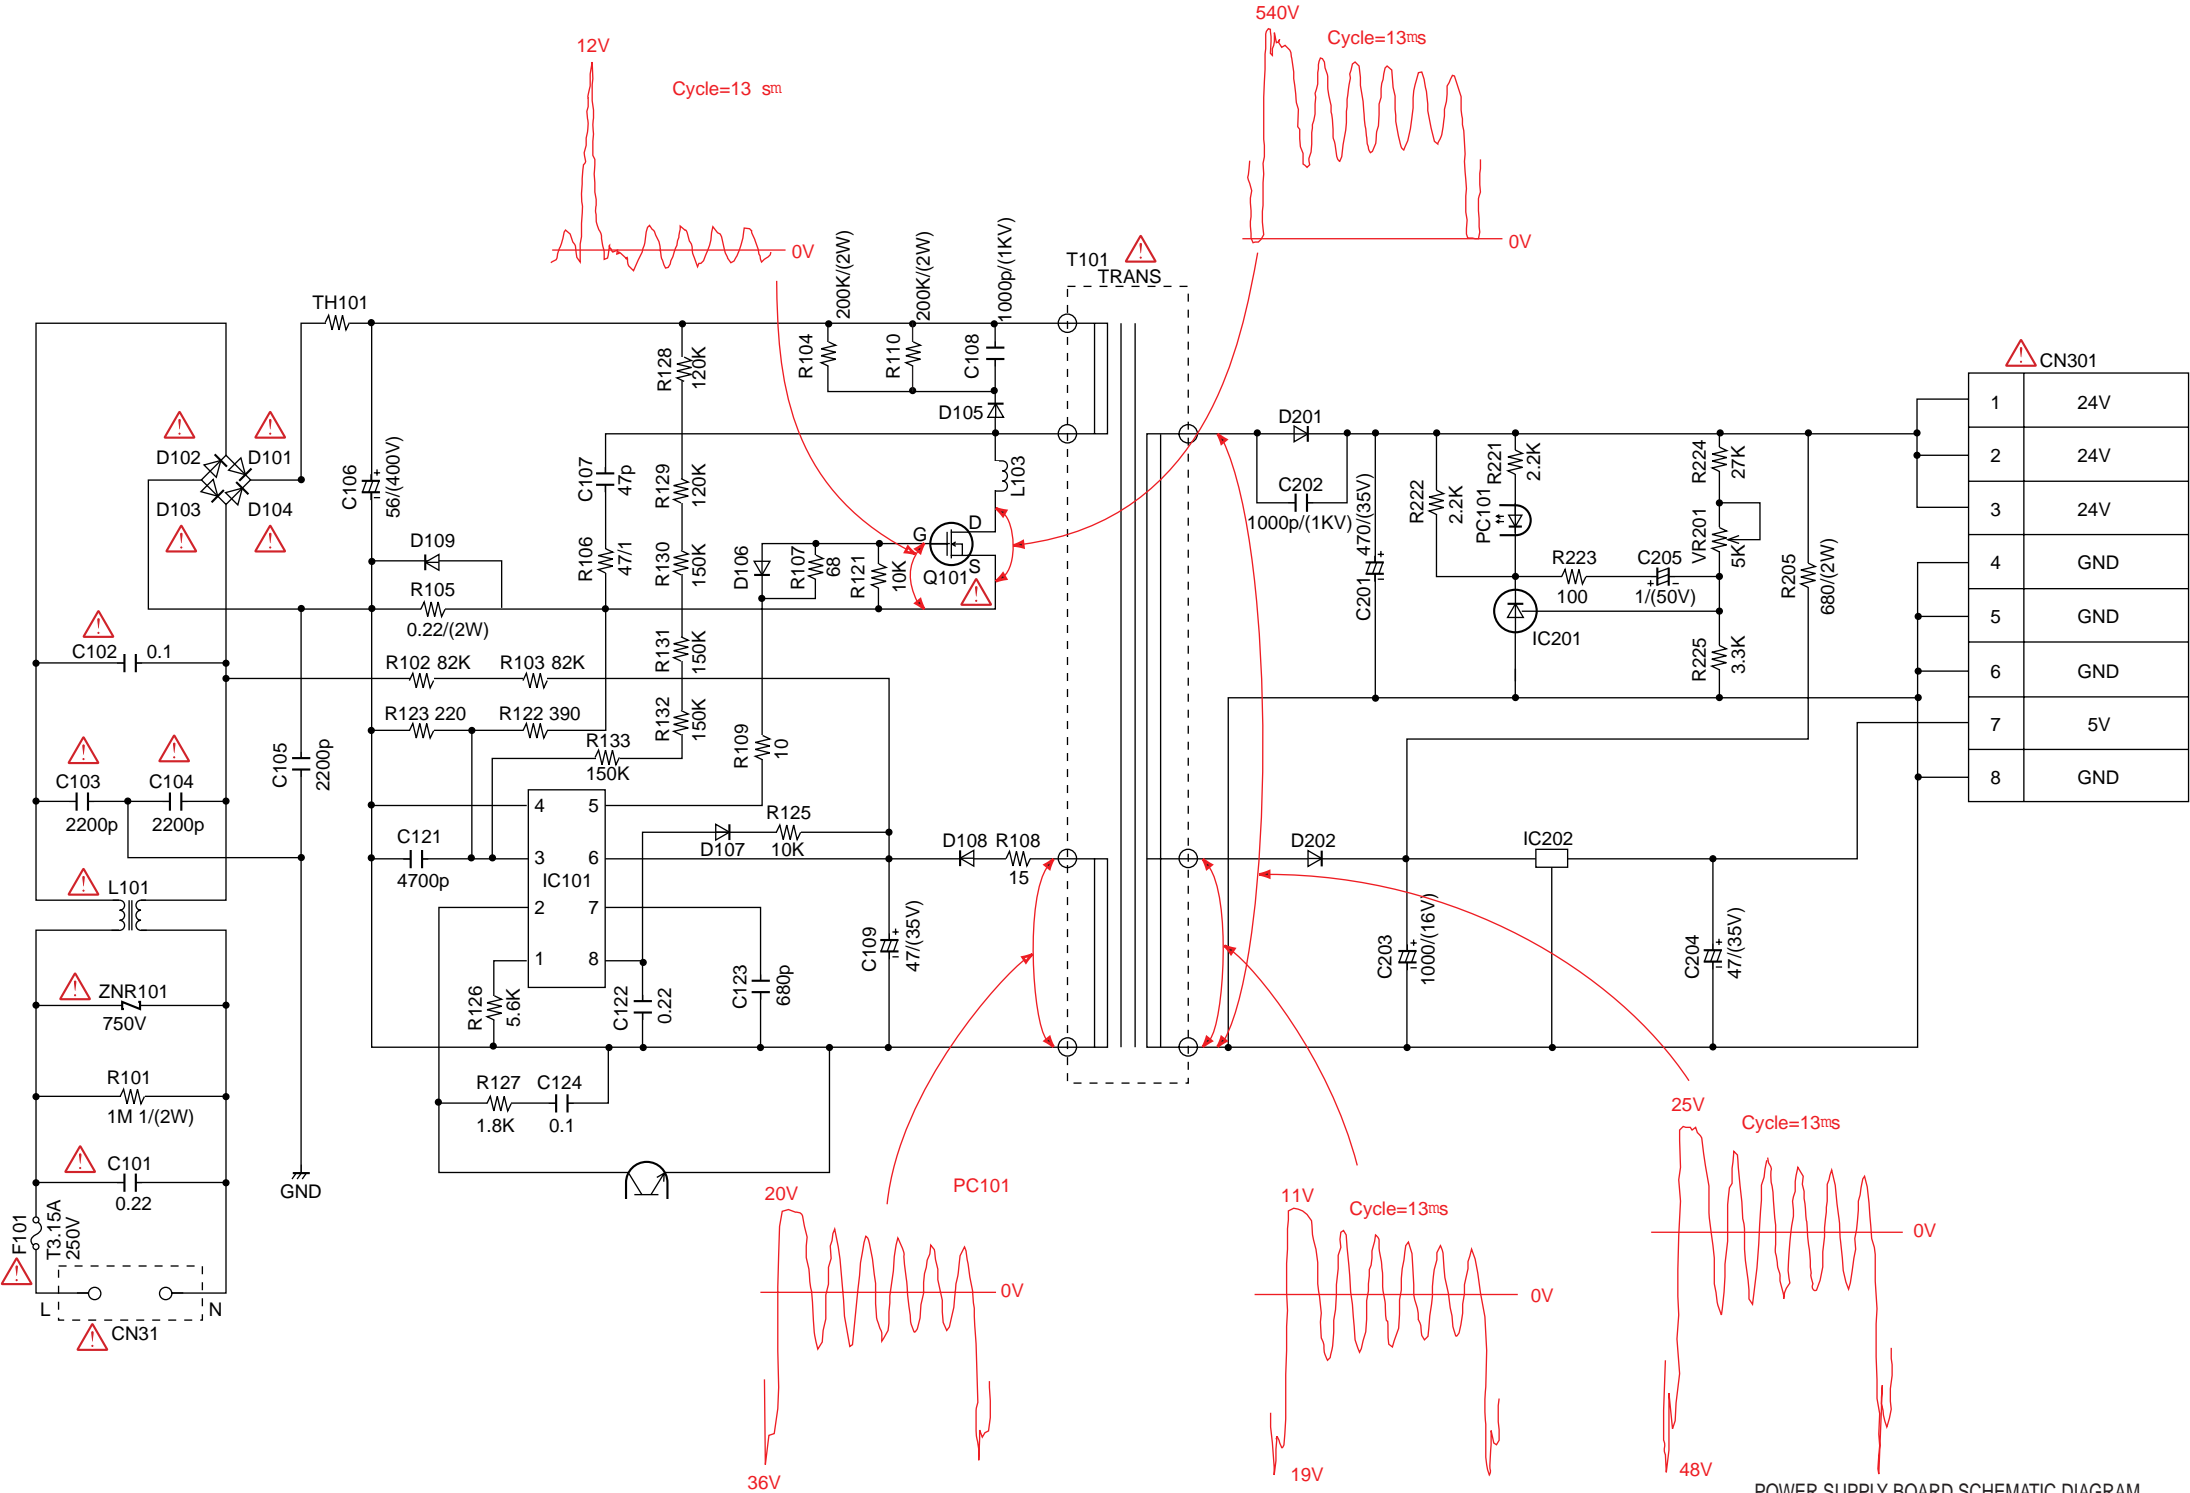 540V
12V
Cycle=13ms
Cycle=13 sm
0V
0V
T101
TRANS
TH101
R104
200K/(2W)
R110
200K/(2W)
C108
1000p/(1KV)
R128
120K
D105
CN301
1 24V
2 24V
3 24V
4 GND
5 GND
6 GND
7 5V
8 GND
D102
D101
D103
D104
C106
56/(400V)
+
C107
47p
R129
120K
L103
D201
C202
1000p/(1KV)
R222
2.2K
R221
2.2K
PC101
R224
27K
VR201
5K
D109
R105
0.22/(2W)
R106
47/1
R130
150K
D106
R107
68
R121
10K
G
D
S
Q101
C201
470/(35V)
+
-
R223
100
C205
1/(50V)
+
-
R205
680/(2W)
IC201
R225
3.3K
C102
0.1
R102 82K
R103 82K
R131
150K
R123 220
R122 390
R132
150K
R133
150K
R109
10
C103
2200p
C104
2200p
C105
2200p
4
5
3
6
IC101
2
7
1
8
C121
4700p
R125
10K
D107
D108
R108
15
D202
IC202
L101
R126
5.6K
C122
0.22
C123
680p
C109
47/(35V)
+
-
C203
1000/(16V)
+
-
C204
47/(35V)
+
-
ZNR101
750V
R101
1M 1/(2W)
R127
1.8K
C124
0.1
C101
0.22
GND
F101
T3.15A
250V
L
N
CN31
PC101
20V
0V
36V
11V
Cycle=13ms
0V
19V
25V
Cycle=13ms
0V
48V
POWER SUPPLY BOARD SCHEMATIC DIAGRAM